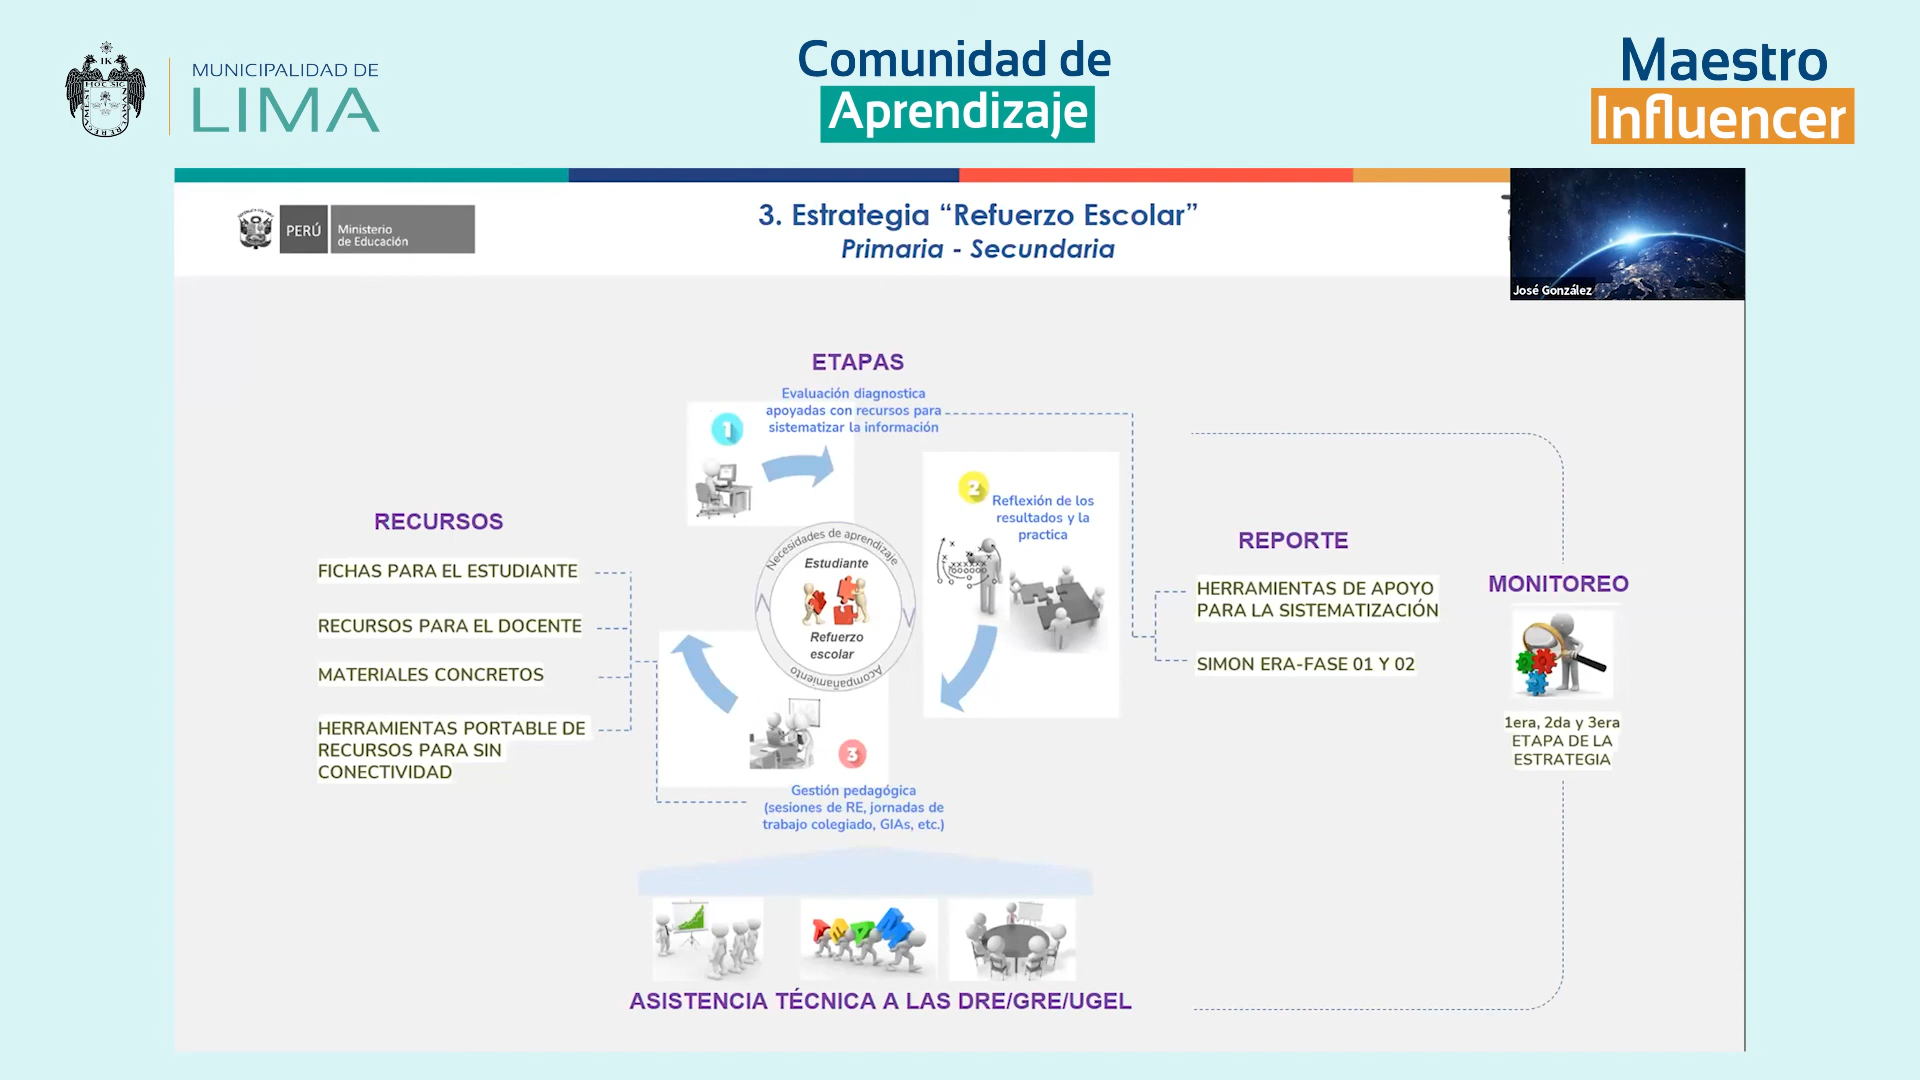 MUNICIPALIDAD DE
LIMA
Comunidad de
Aprendizaje
Maestro
Influencer
PERÚ
Ministerio
de Educación
3. Estrategia “Refuerzo Escolar”
Primaria - Secundaria
José González
ETAPAS
1
Evaluación diagnostica
apoyadas con recursos para
sistematizar la información
2
Reflexión de los
resultados y la
practica
Necesidades de aprendizaje
Estudiante
Refuerzo
escolar
Acompañamiento
3
Gestión pedagógica
(sesiones de RE, jornadas de
trabajo colegiado, GIAs, etc.)
RECURSOS
FICHAS PARA EL ESTUDIANTE
RECURSOS PARA EL DOCENTE
MATERIALES CONCRETOS
HERRAMIENTAS PORTABLE DE
RECURSOS PARA SIN
CONECTIVIDAD
REPORTE
HERRAMIENTAS DE APOYO
PARA LA SISTEMATIZACIÓN
SIMON ERA-FASE 01 Y 02
MONITOREO
1era, 2da y 3era
ETAPA DE LA
ESTRATEGIA
TEAM
ASISTENCIA TÉCNICA A LAS DRE/GRE/UGEL